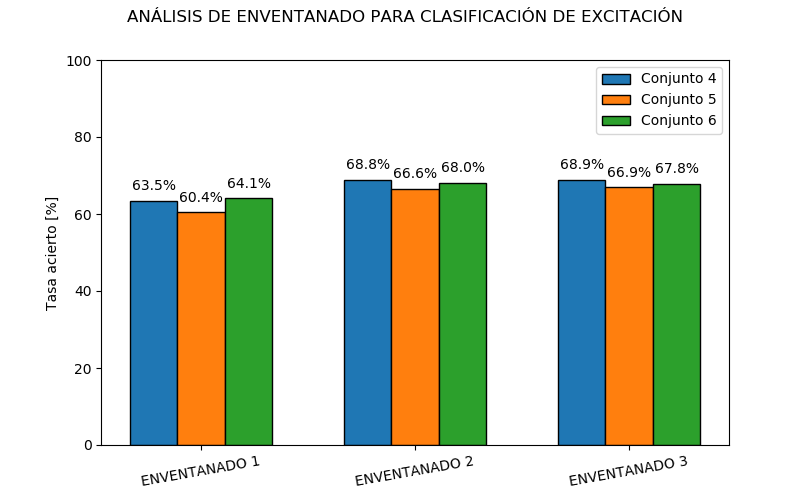 ANÁLISIS DE ENVENTANADO PARA CLASIFICACIÓN DE EXCITACIÓN
Tasa acierto [%]
100
80
60
40
20
0
Conjunto 4
Conjunto 5
Conjunto 6
63.5%
60.4%
64.1%
68.8%
66.6%
68.0%
68.9%
66.9%
67.8%
ENVENTANADO 1
ENVENTANADO 2
ENVENTANADO 3